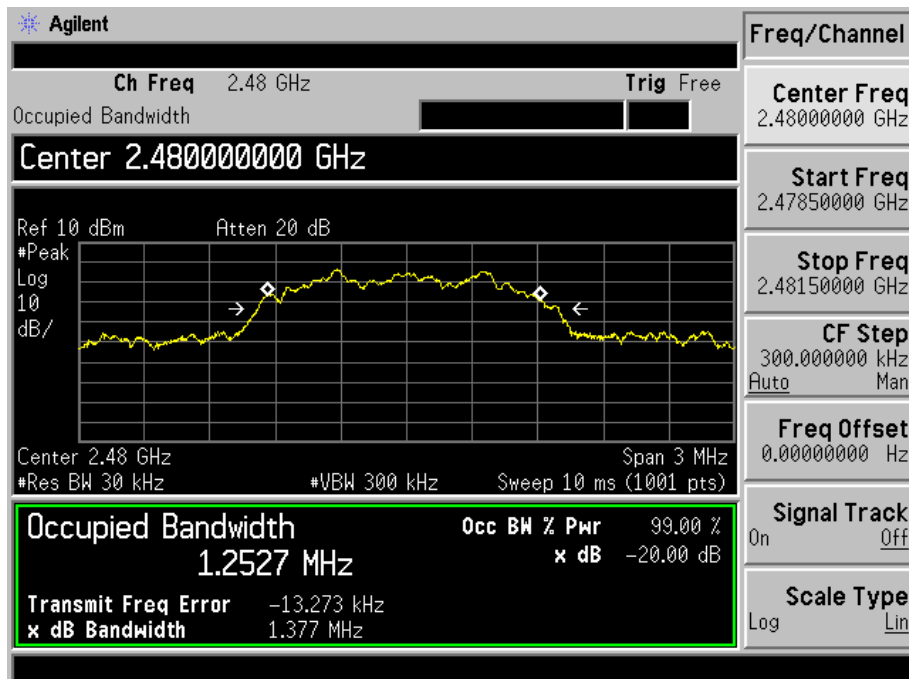 Agilent
Freq/Channel
Ch Freq 2.48 GHz Trig Free
Occupied Bandwidth
Center 2.480000000 GHz
Ref 10 dBm Atten 20 dB
#Peak
Log
10
dB/
Center 2.48 GHz Span 3 MHz
#Res BW 30 kHz #VBW 300 kHz Sweep 10 ms (1001 pts)
Occupied Bandwidth
1.2527 MHz
Occ BW % Pwr 99.00 %
x dB -20.00 dB
Transmit Freq Error -13.273 kHz
x dB Bandwidth 1.377 MHz
Center Freq
2.48000000 GHz
Start Freq
2.47850000 GHz
Stop Freq
2.48150000 GHz
CF Step
300.000000 kHz
Auto Man
Freq Offset
0.00000000 Hz
Signal Track
On Off
Scale Type
Log Lin